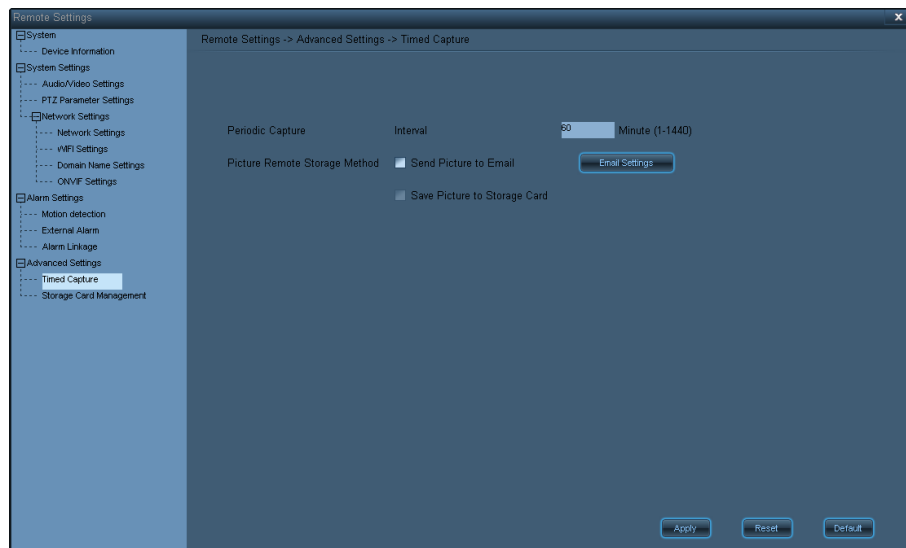 Remote Settings
x
System
Device Information
System Settings
Audio/Video Settings
PTZ Parameter Settings
Network Settings
Network Settings
WIFI Settings
Domain Name Settings
ONVIF Settings
Alarm Settings
Motion detection
External Alarm
Alarm Linkage
Advanced Settings
Timed Capture
Storage Card Management
Remote Settings -> Advanced Settings -> Timed Capture
Periodic Capture Interval 60 Minute (1-1440)
Picture Remote Storage Method Send Picture to Email Email Settings
Save Picture to Storage Card
Apply Reset Default